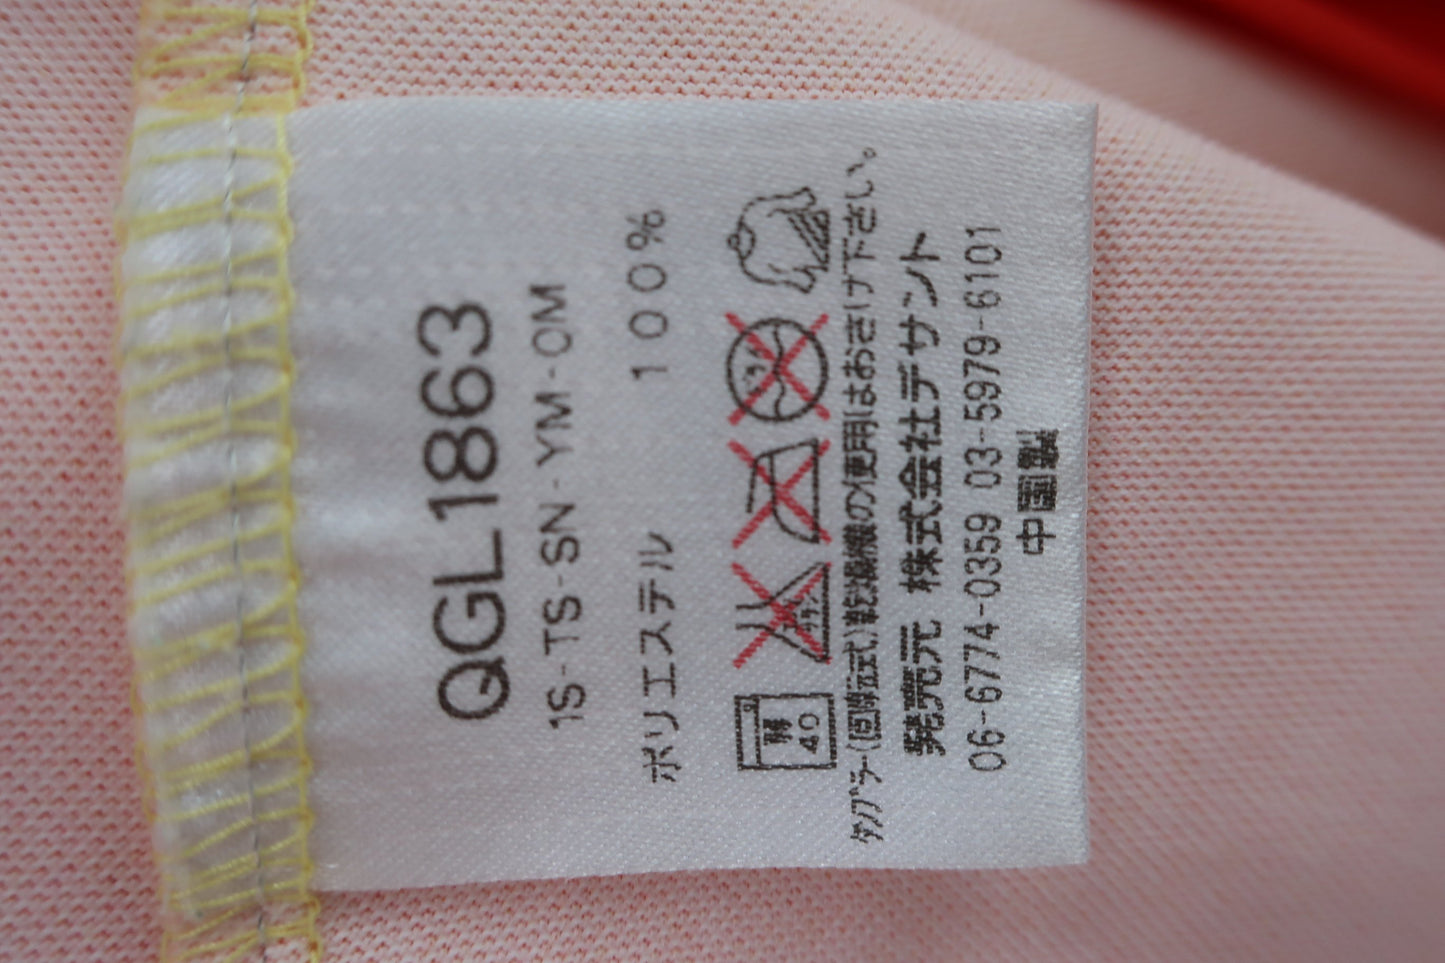 QGL1863
1S-TS-SN-YM-OM
ポリエステル 100%
40
タンブラー(回転式)乾燥機の使用はおさけ下さい。
発売元 株式会社デサント
06-6774-0359 03-5979-6101
中国製